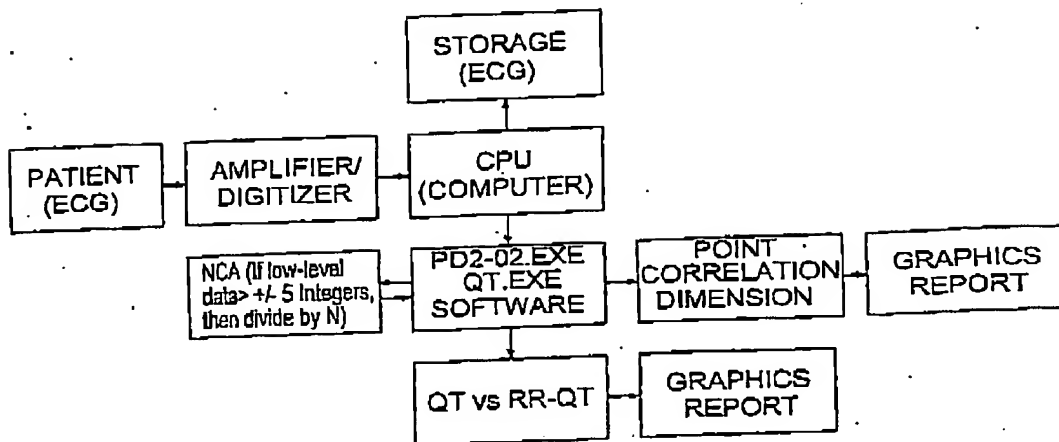 STORAGE
(ECG)
PATIENT
(ECG)
AMPLIFIER/
DIGITIZER
CPU
(COMPUTER)
NCA (If low-level
data> +/- 5 Integers,
then divide by N)
PD2-02.EXE
QT.EXE
SOFTWARE
POINT
CORRELATION
DIMENSION
GRAPHICS
REPORT
QT vs RR-QT
GRAPHICS
REPORT